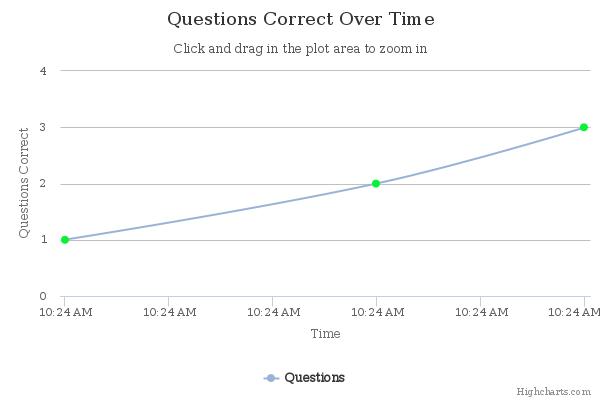 Questions Correct Over Time
Click and drag in the plot area to zoom in
Questions Correct
4
3
2
1
0
10:24 AM 10:24 AM 10:24 AM 10:24 AM 10:24 AM 10:24 AM
Time
Questions
Highcharts.com